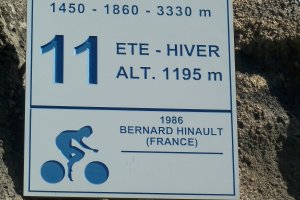 1450 - 1860 - 3330 m
11
ETE - HIVER
ALT. 1195 m
1986
BERNARD HINAULT
(FRANCE)